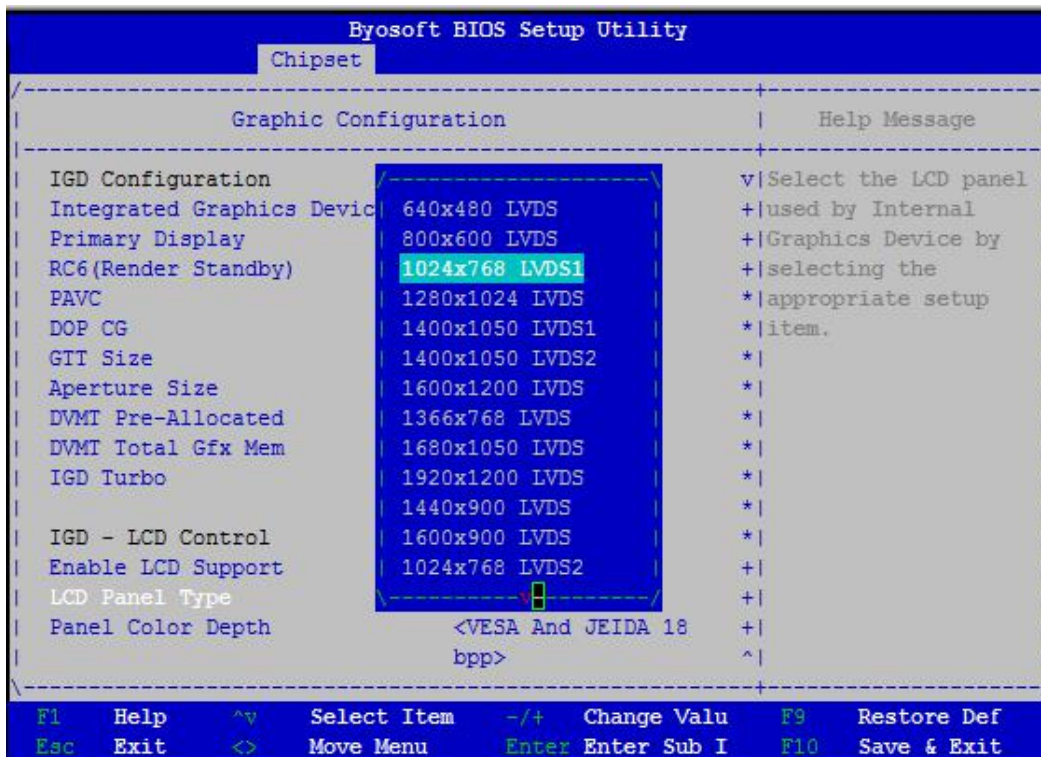 Byosoft BIOS Setup Utility
Chipset
Graphic Configuration
Help Message
IGD Configuration
Integrated Graphics Devic
Primary Display
RC6(Render Standby)
PAVC
DOP CG
GTT Size
Aperture Size
DVMT Pre-Allocated
DVMT Total Gfx Mem
IGD Turbo
IGD - LCD Control
Enable LCD Support
LCD Panel Type
Panel Color Depth <VESA And JEIDA 18
bpp>
640x480 LVDS
800x600 LVDS
1024x768 LVDS1
1280x1024 LVDS
1400x1050 LVDS1
1400x1050 LVDS2
1600x1200 LVDS
1366x768 LVDS
1680x1050 LVDS
1920x1200 LVDS
1440x900 LVDS
1600x900 LVDS
1024x768 LVDS2
Select the LCD panel
used by Internal
Graphics Device by
selecting the
appropriate setup
item.
F1 Help ^v Select Item -/+ Change Valu F9 Restore Def
Esc Exit <> Move Menu Enter Enter Sub I F10 Save & Exit